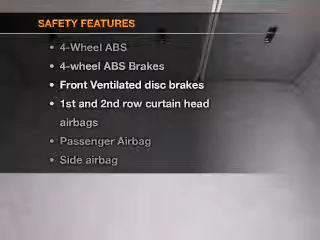 SAFETY FEATURES
• 4-Wheel ABS
• 4-wheel ABS Brakes
• Front Ventilated disc brakes
• 1st and 2nd row curtain head
airbags
• Passenger Airbag
• Side airbag